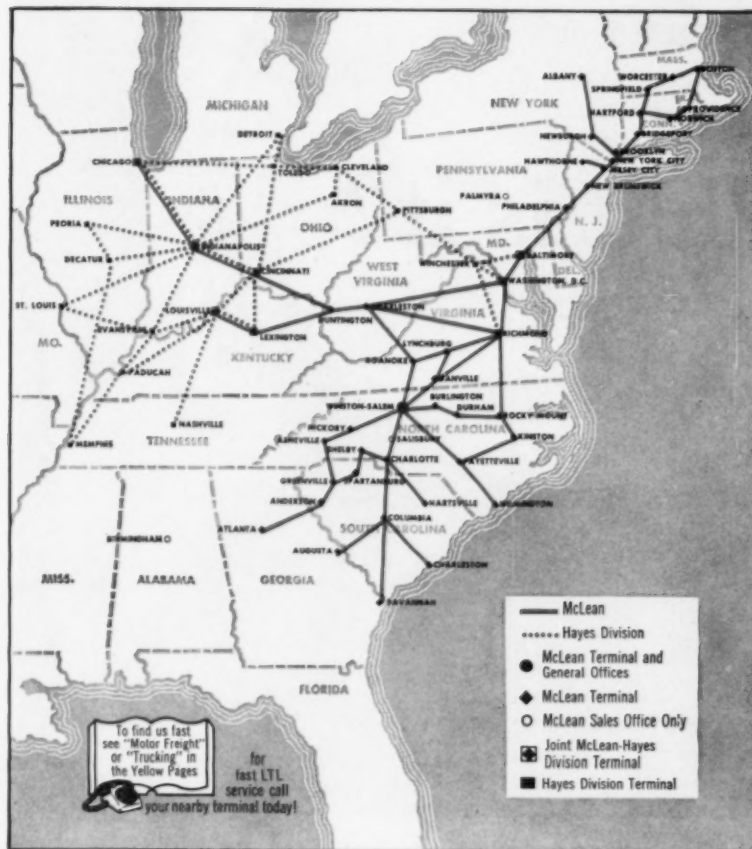 MASS.
ALBANY
WORCESTER
BOSTON
SPRINGFIELD
MICHIGAN
NEW YORK
HARTFORD
PROVIDENCE
CONN.
NORWICH
DETROIT
NEWBURGH
BRIDGEPORT
BROOKLYN
CHICAGO
TOLEDO
CLEVELAND
PENNSYLVANIA
HAWTHORNE
NEW YORK CITY
JERSEY CITY
NEW BRUNSWICK
ILLINOIS
INDIANA
AKRON
PALMYRA
PHILADELPHIA
PEORIA
OHIO
PITTSBURGH
N. J.
INDIANAPOLIS
MD.
DECATUR
WINCHESTER
BALTIMORE
CINCINNATI
WEST
VIRGINIA
DEL.
WASHINGTON, D.C.
ST. LOUIS
LOUISVILLE
CHARLESTON
VIRGINIA
HUNTINGTON
EVANSVILLE
LEXINGTON
RICHMOND
MO.
KENTUCKY
LYNCHBURG
ROANOKE
PADUCAH
DANVILLE
WINSTON-SALEM
BURLINGTON
DURHAM
ROCKY MOUNT
NASHVILLE
HICKORY
NORTH CAROLINA
MEMPHIS
TENNESSEE
ASHEVILLE
SALISBURY
KINSTON
SHELBY
CHARLOTTE
FAYETTEVILLE
GREENVILLE
SPARTANBURG
ANDERSON
HARTSVILLE
WILMINGTON
ATLANTA
COLUMBIA
SOUTH CAROLINA
BIRMINGHAM
AUGUSTA
CHARLESTON
MISS.
ALABAMA
GEORGIA
SAVANNAH
FLORIDA
McLean
Hayes Division
McLean Terminal and
General Offices
McLean Terminal
McLean Sales Office Only
Joint McLean-Hayes
Division Terminal
Hayes Division Terminal
To find us fast
see "Motor Freight"
or "Trucking" in
the Yellow Pages
for
fast LTL
service call
your nearby terminal today!